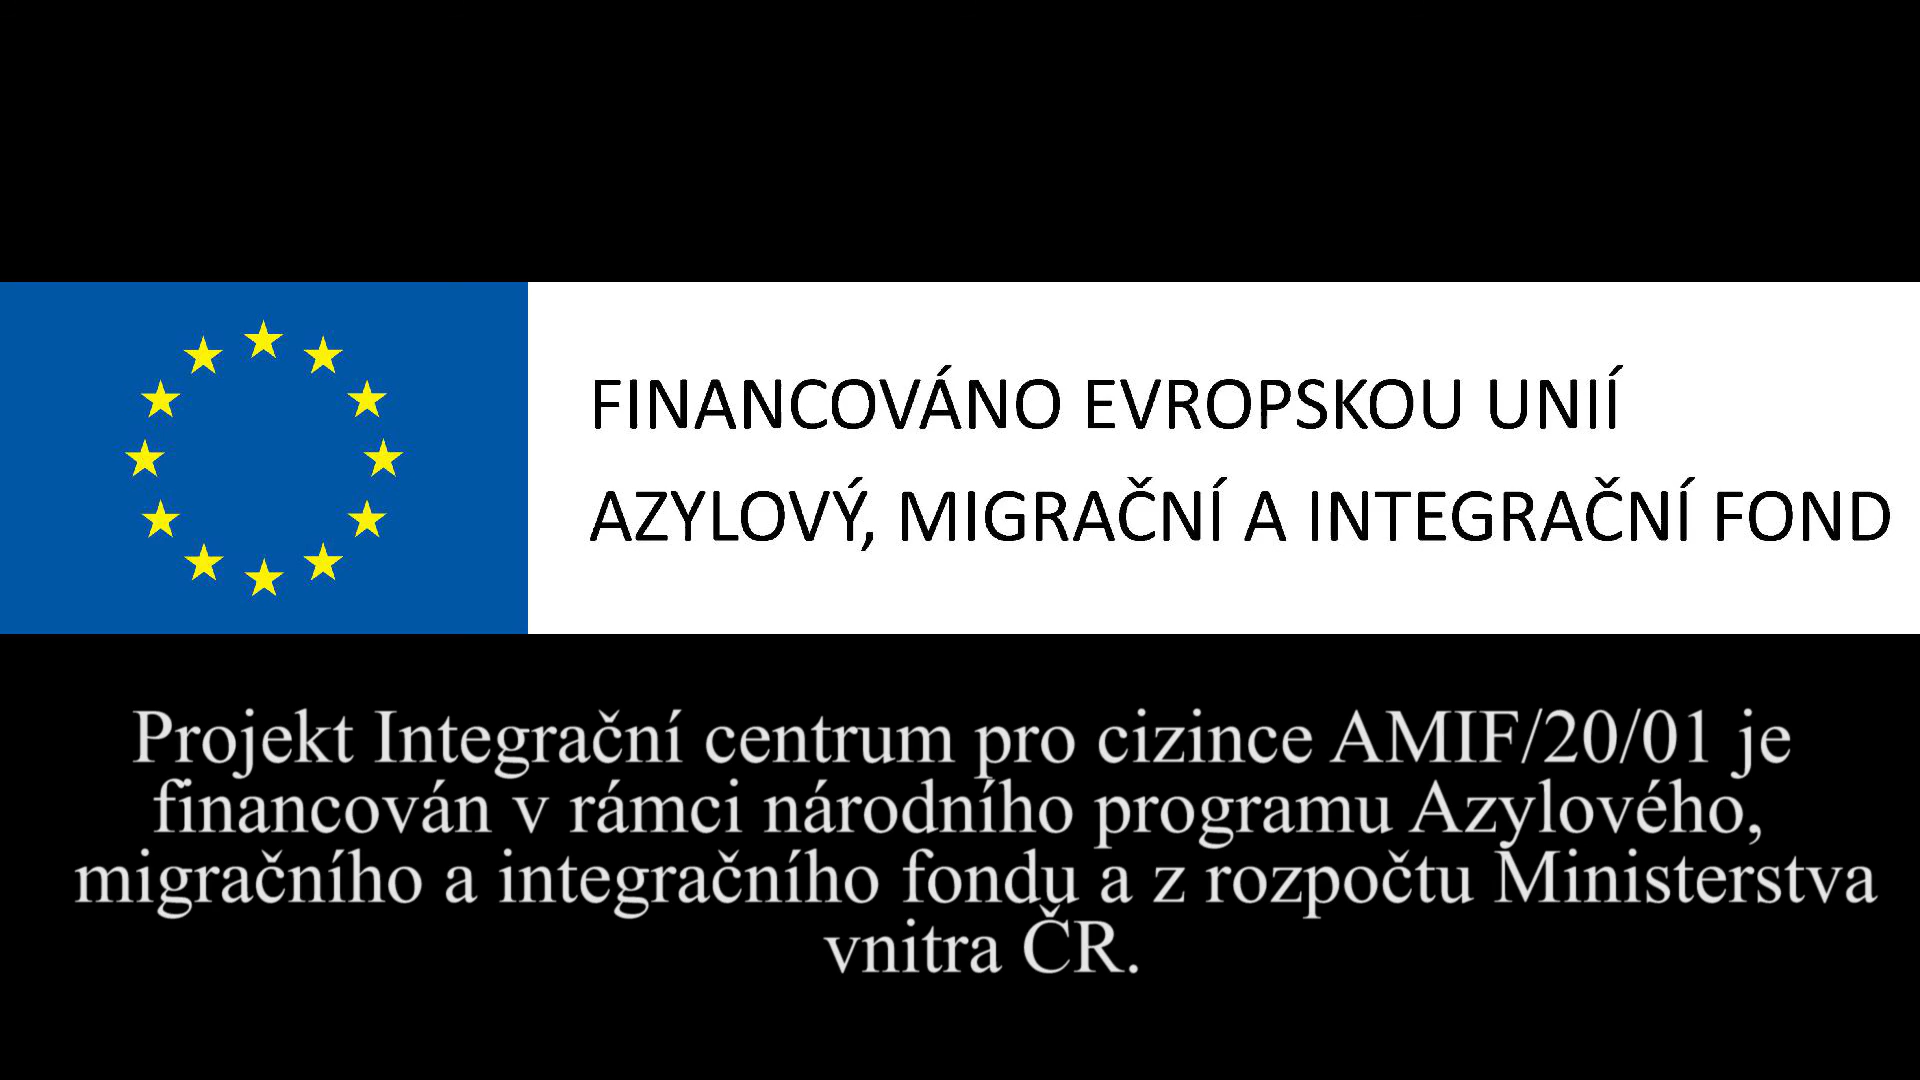 FINANCOVÁNO EVROPSKOU UNIÍ
AZYLOVÝ, MIGRAČNÍ A INTEGRAČNÍ FOND
Projekt Integrační centrum pro cizince AMIF/20/01 je
financován v rámci národního programu Azylového,
migračního a integračního fondu a z rozpočtu Ministerstva
vnitra ČR.